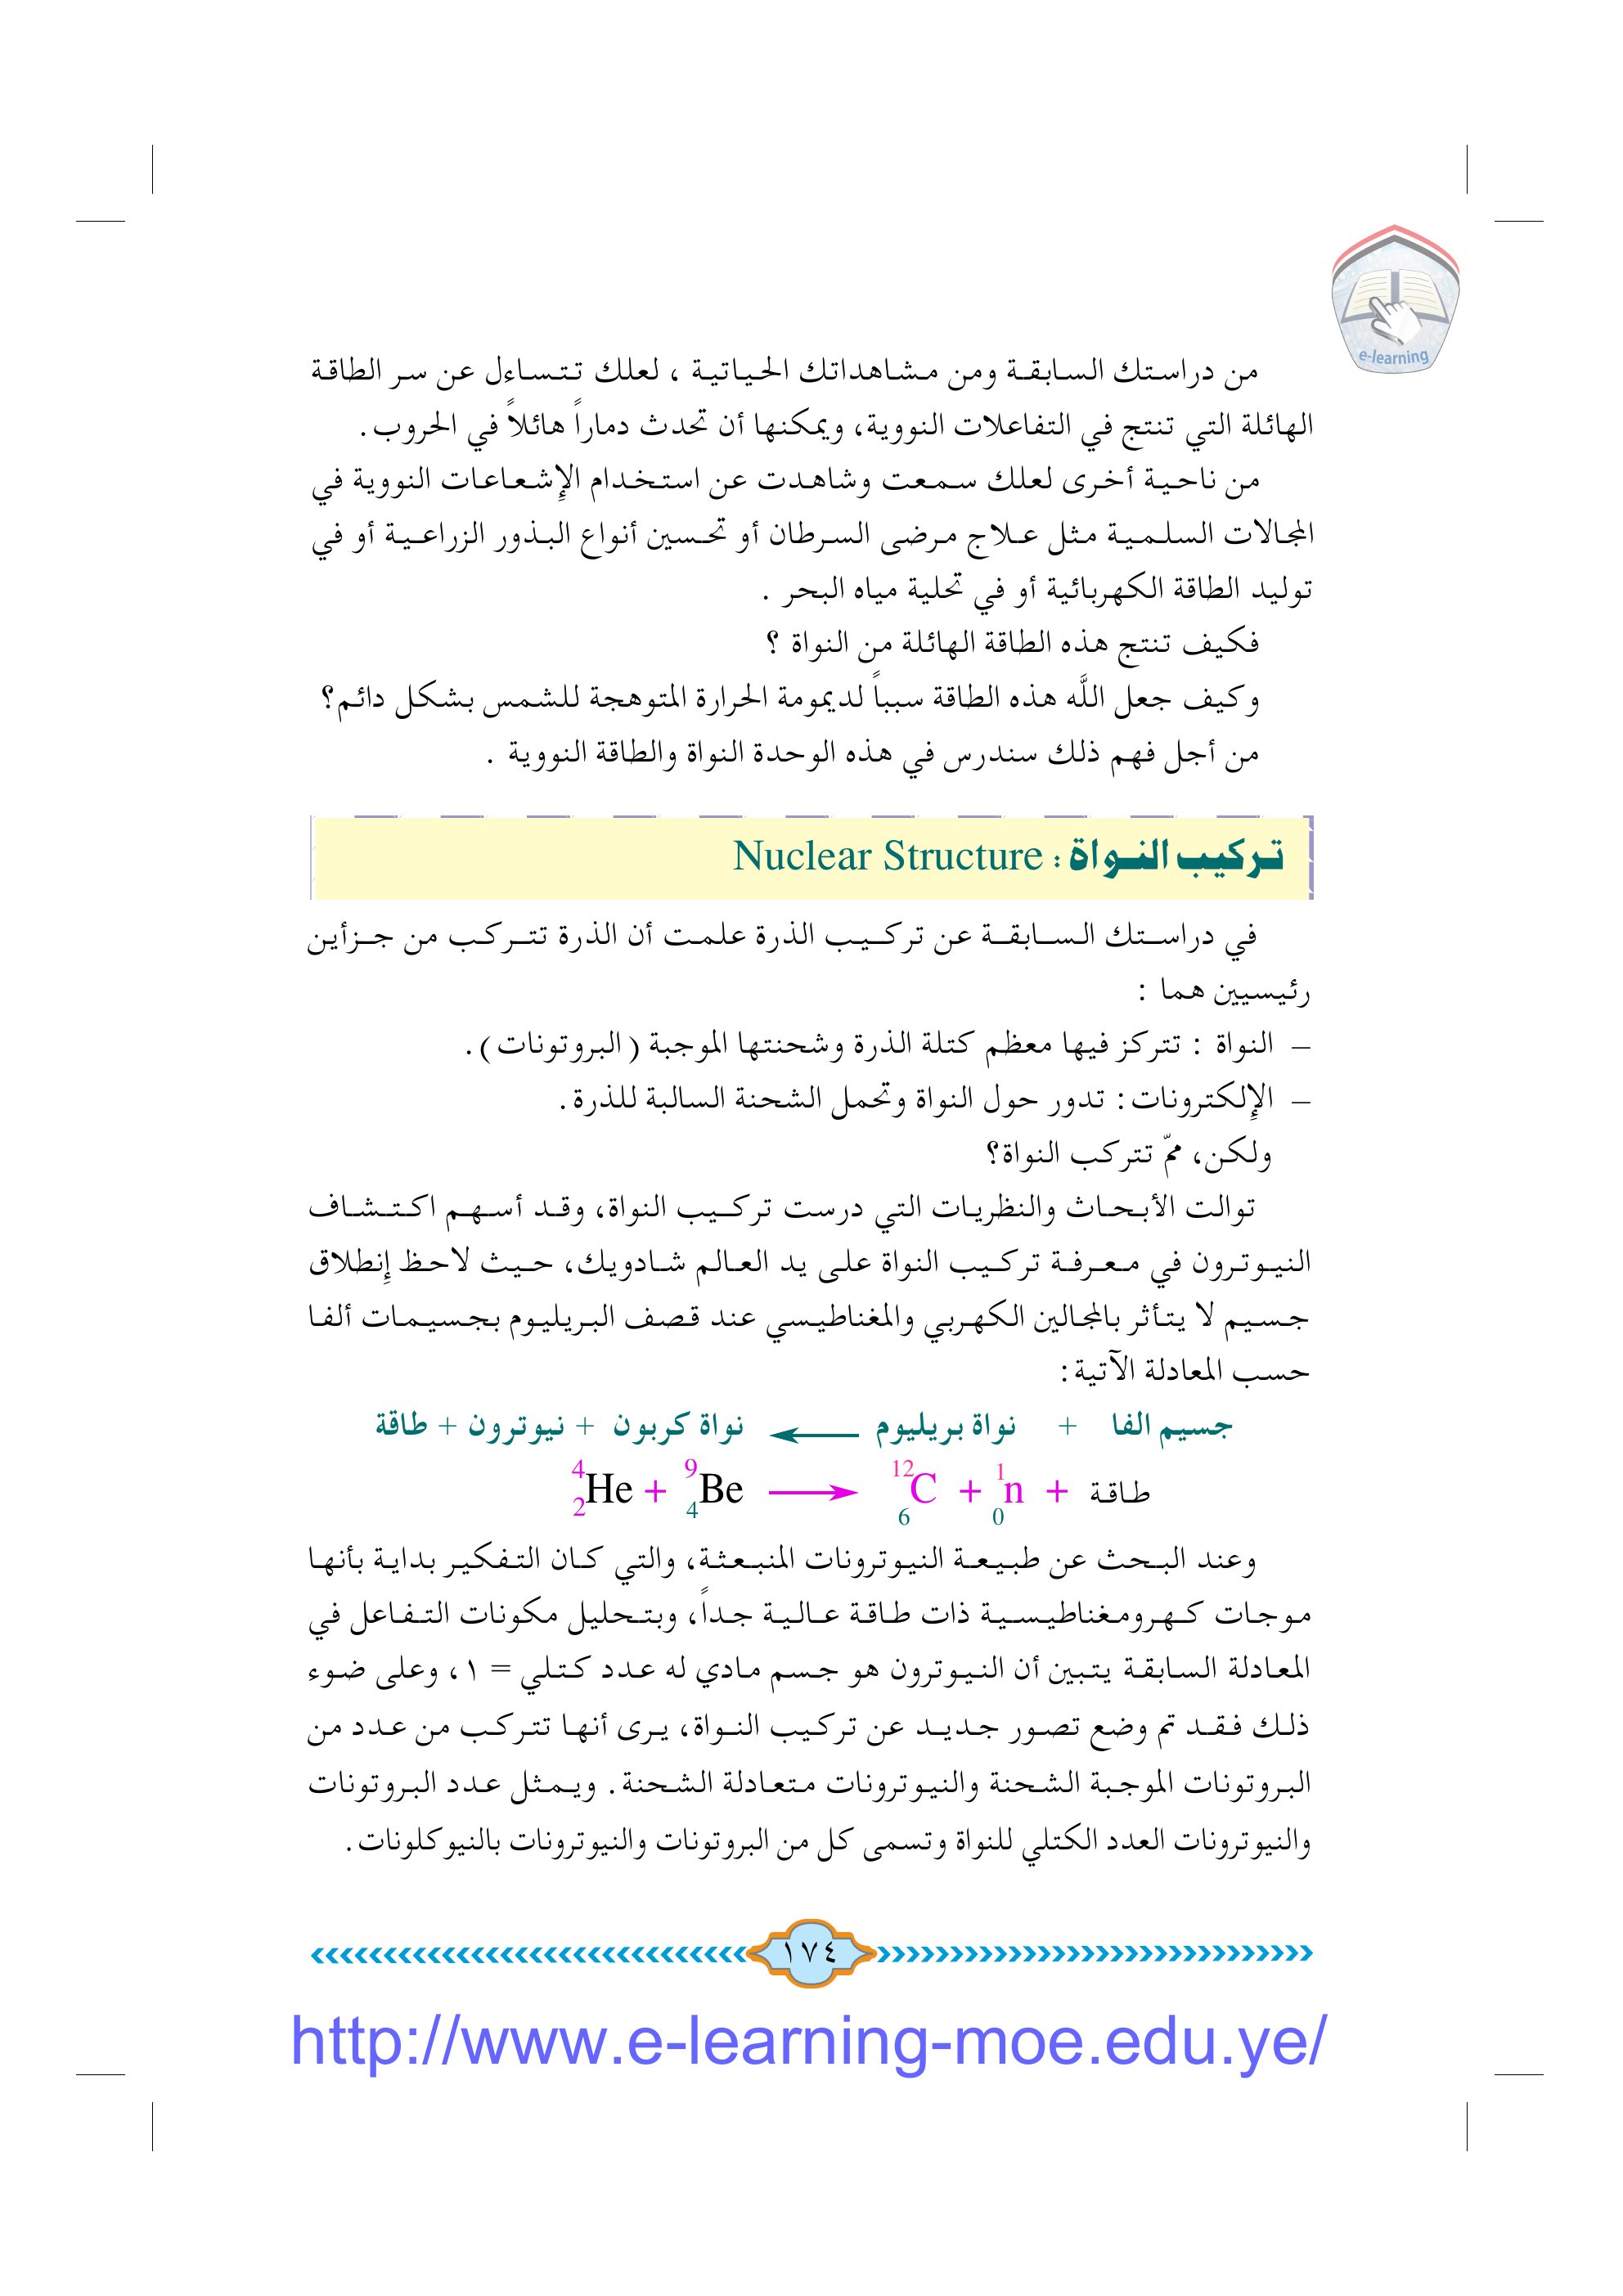 e-learning
من دراستك السابقة ومن مشاهداتك الحياتية ، لعلك تتساءل عن سر الطاقة
الهائلة التي تنتج في التفاعلات النووية، ويمكنها أن تحدث دماراً هائلاً في الحروب.
من ناحية أخرى لعلك سمعت وشاهدت عن استخدام الإشعاعات النووية في
المجالات السلمية مثل علاج مرضى السرطان أو تحسين أنواع البذور الزراعية أو في
توليد الطاقة الكهربائية أو في تحلية مياه البحر .
فكيف تنتج هذه الطاقة الهائلة من النواة ؟
وكيف جعل اللَّه هذه الطاقة سبباً لديمومة الحرارة المتوهجة للشمس بشكل دائم؟
من أجل فهم ذلك سندرس في هذه الوحدة النواة والطاقة النووية .
تركيب النواة : Nuclear Structure
في دراستك السابقة عن تركيب الذرة علمت أن الذرة تتركب من جزأين
رئيسيين هما :
– النواة : تتركز فيها معظم كتلة الذرة وشحنتها الموجبة (البروتونات).
– الإلكترونات: تدور حول النواة وتحمل الشحنة السالبة للذرة.
ولكن، ممّ تتركب النواة؟
توالت الأبحاث والنظريات التي درست تركيب النواة، وقد أسهم اكتشاف
النيوترون في معرفة تركيب النواة على يد العالم شادويك، حيث لاحظ إنطلاق
جسيم لا يتأثر بالمجالين الكهربي والمغناطيسي عند قصف البريليوم بجسيمات ألفا
حسب المعادلة الآتية:
جسيم الفا + نواة بريليوم ← نواة كربون + نيوترون + طاقة
⁴₂He + ⁹₄Be → ¹²₆C + ¹₀n + طاقة
وعند البحث عن طبيعة النيوترونات المنبعثة، والتي كان التفكير بداية بأنها
موجات كهرومغناطيسية ذات طاقة عالية جداً، وبتحليل مكونات التفاعل في
المعادلة السابقة يتبين أن النيوترون هو جسم مادي له عدد كتلي = ١، وعلى ضوء
ذلك فقد تم وضع تصور جديد عن تركيب النواة، يرى أنها تتركب من عدد من
البروتونات الموجبة الشحنة والنيوترونات متعادلة الشحنة. ويمثل عدد البروتونات
والنيوترونات العدد الكتلي للنواة وتسمى كل من البروتونات والنيوترونات بالنيوكلونات.
١٧٤
http://www.e-learning-moe.edu.ye/